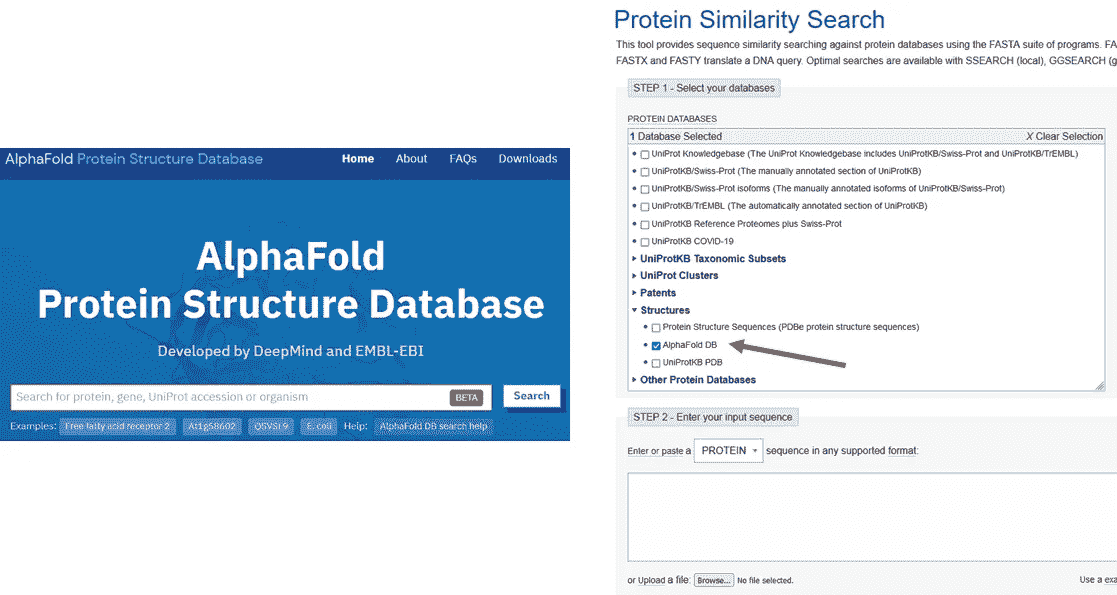 AlphaFold Protein Structure Database
Home About FAQs Downloads
AlphaFold
Protein Structure Database
Developed by DeepMind and EMBL-EBI
Search for protein, gene, UniProt accession or organism
BETA
Search
Examples: Free fatty acid receptor 2 At1g58602 Q5VSL9 E. coli Help: AlphaFold DB search help
Protein Similarity Search
This tool provides sequence similarity searching against protein databases using the FASTA suite of programs. FA
FASTX and FASTY translate a DNA query. Optimal searches are available with SSEARCH (local), GGSEARCH (g
STEP 1 - Select your databases
PROTEIN DATABASES
1 Database Selected X Clear Selection
UniProt Knowledgebase (The UniProt Knowledgebase includes UniProtKB/Swiss-Prot and UniProtKB/TrEMBL)
UniProtKB/Swiss-Prot (The manually annotated section of UniProtKB)
UniProtKB/Swiss-Prot isoforms (The manually annotated isoforms of UniProtKB/Swiss-Prot)
UniProtKB/TrEMBL (The automatically annotated section of UniProtKB)
UniProtKB Reference Proteomes plus Swiss-Prot
UniProtKB COVID-19
UniProtKB Taxonomic Subsets
UniProt Clusters
Patents
Structures
Protein Structure Sequences (PDBe protein structure sequences)
AlphaFold DB
UniProtKB PDB
Other Protein Databases
STEP 2 - Enter your input sequence
Enter or paste a PROTEIN sequence in any supported format:
or Upload a file: Browse... No file selected. Use a exa